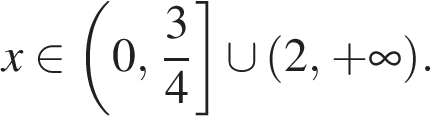 x ∈ (0, 3/4] ∪ (2, +∞).